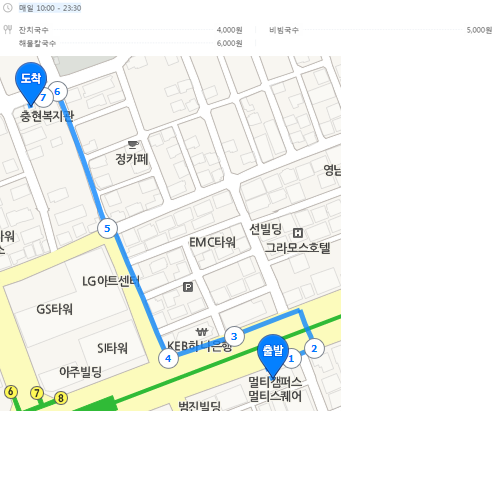 매일 10:00 - 23:30
잔치국수 4,000원 비빔국수 5,000원
해물칼국수 6,000원
도착
7 6
충현복지관
정카페
영남
5
선빌딩
EMC타워
그라모스호텔
LG아트센터
P
GS타워
KEB하나은행
3
SI타워
출발
2
4
1
아주빌딩
멀티캠퍼스
멀티스퀘어
6 7 8
범진빌딩